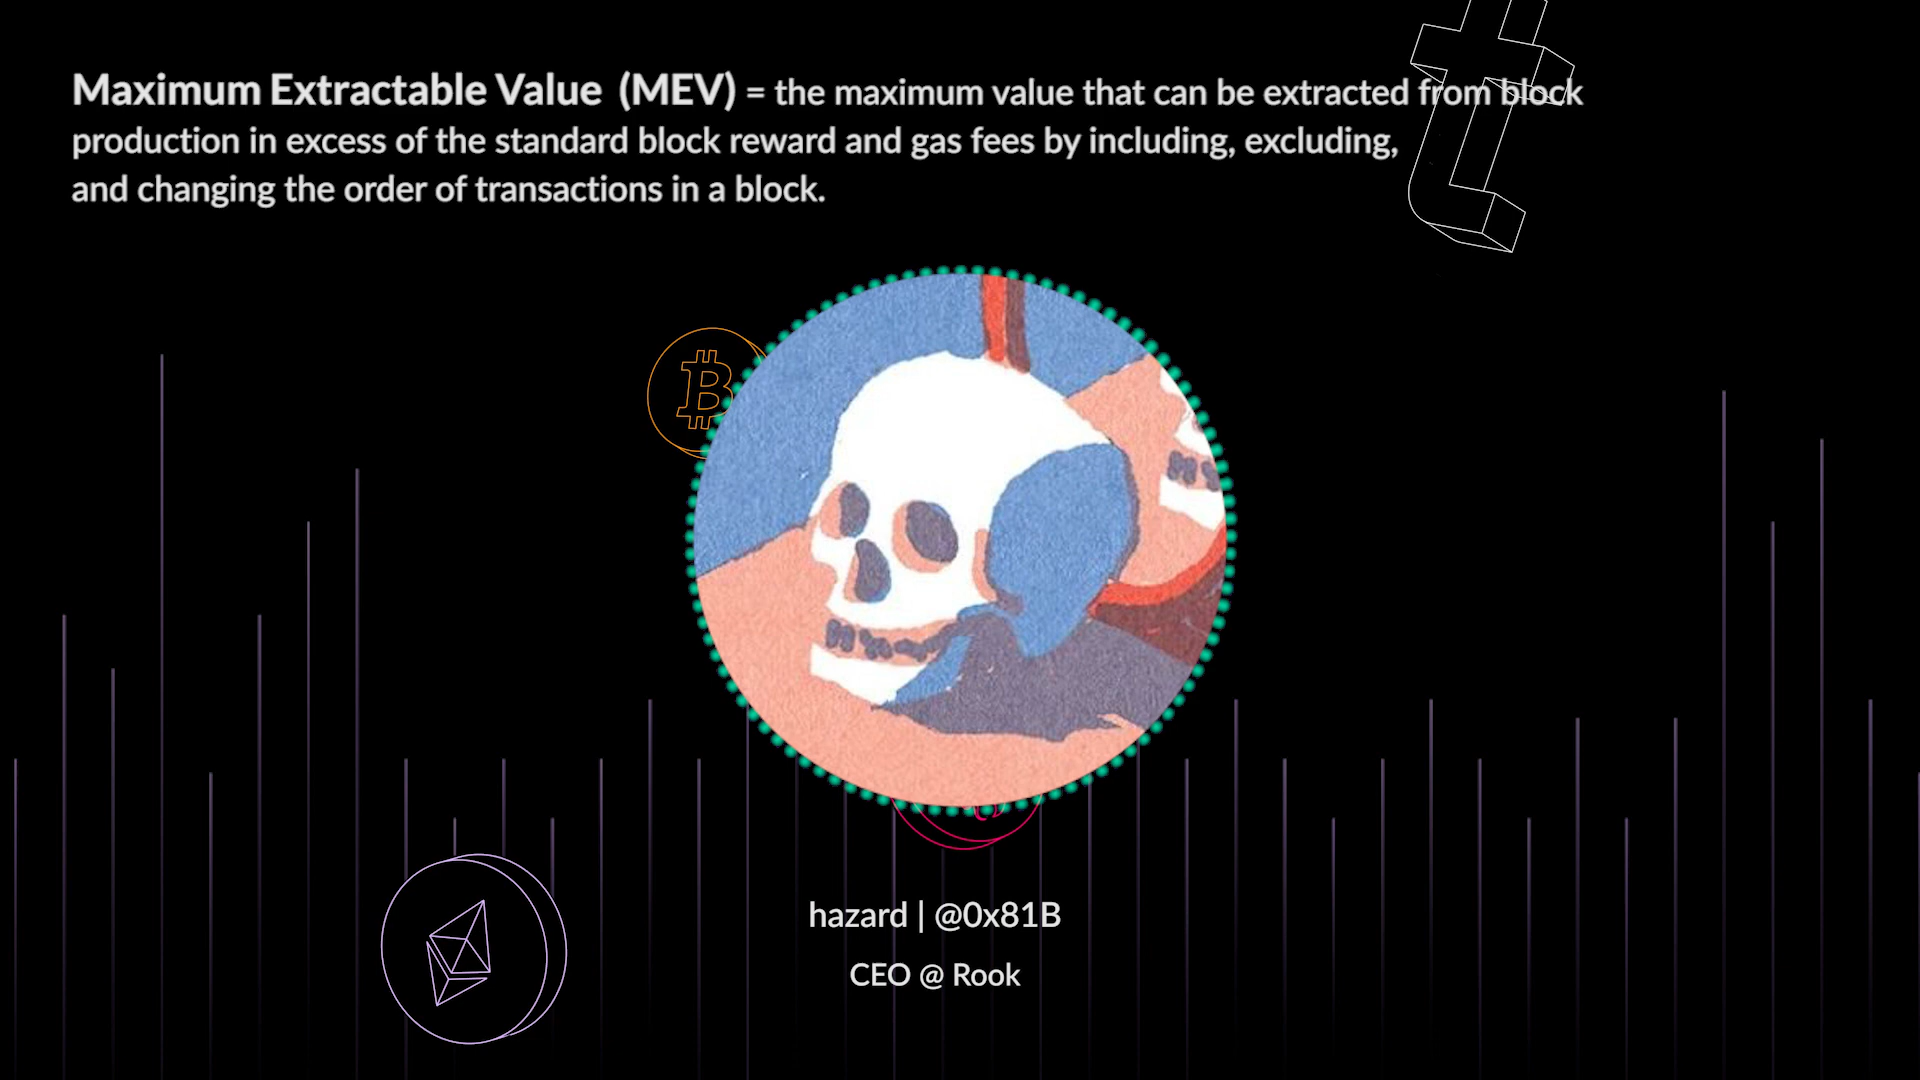 Maximum Extractable Value (MEV) = the maximum value that can be extracted from block
production in excess of the standard block reward and gas fees by including, excluding,
and changing the order of transactions in a block.
hazard | @0x81B
CEO @ Rook